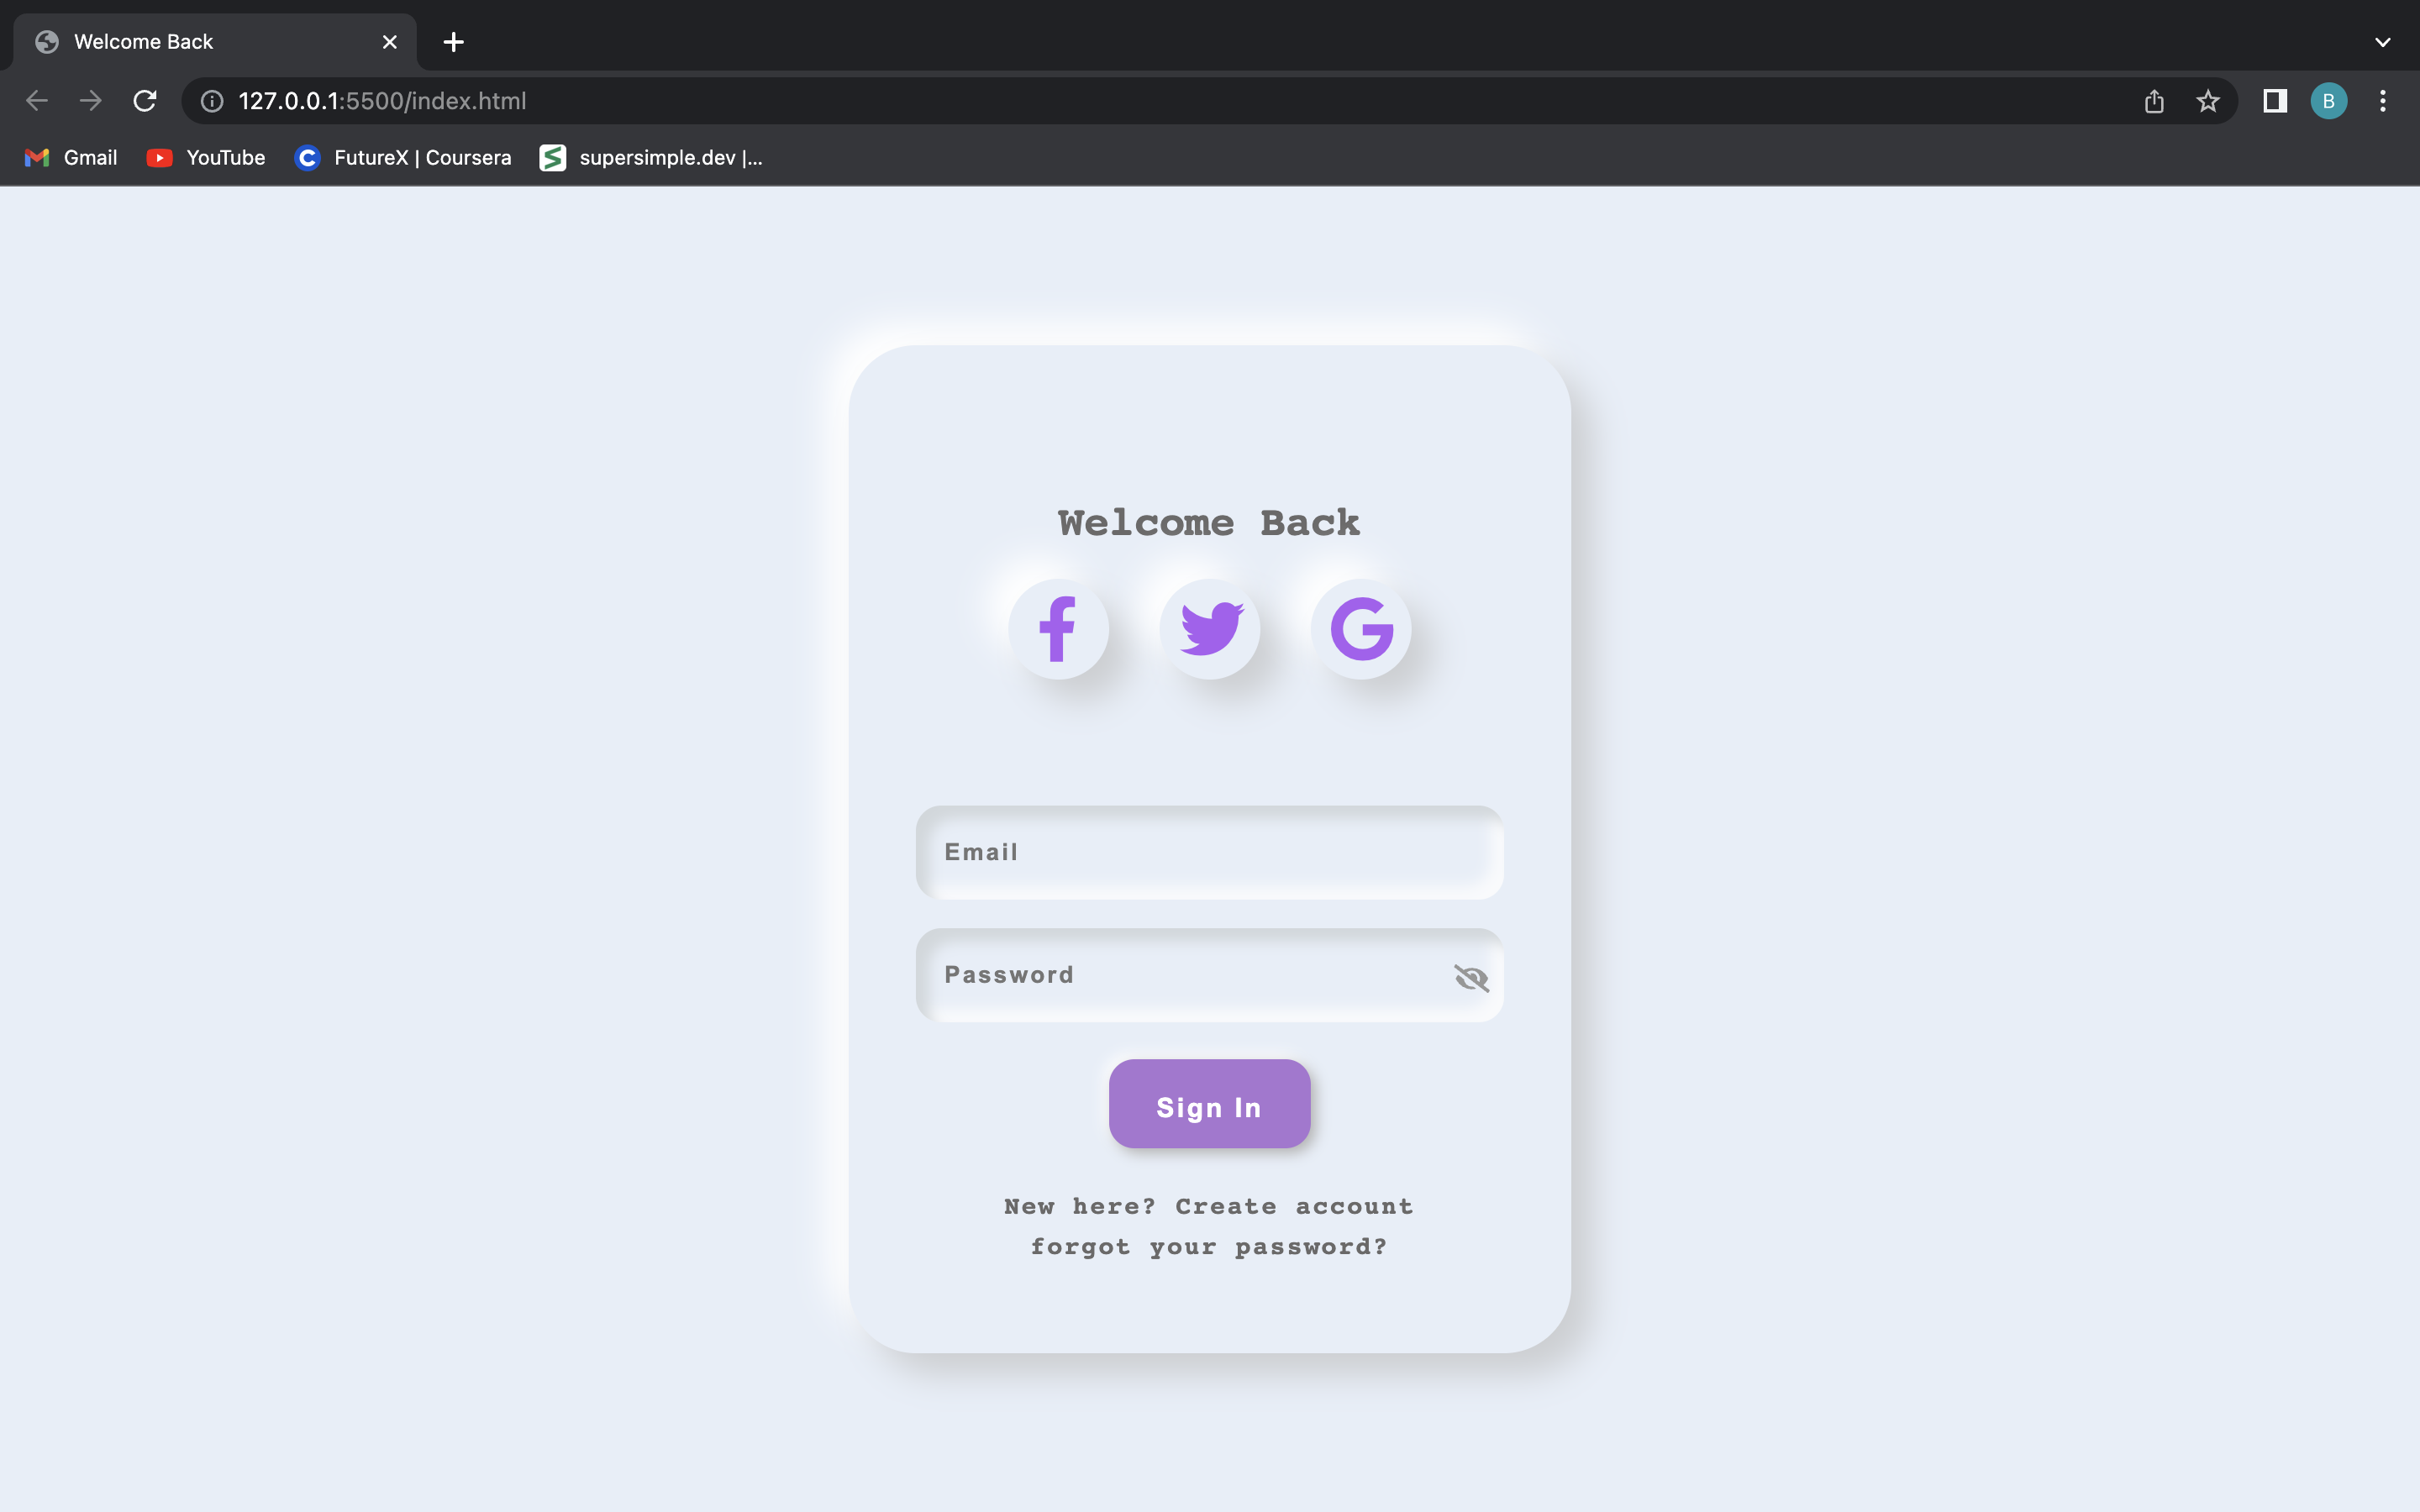 Welcome Back
127.0.0.1:5500/index.html
B
Gmail YouTube FutureX | Coursera supersimple.dev |...
Welcome Back
Email
Password
Sign In
New here? Create account
forgot your password?